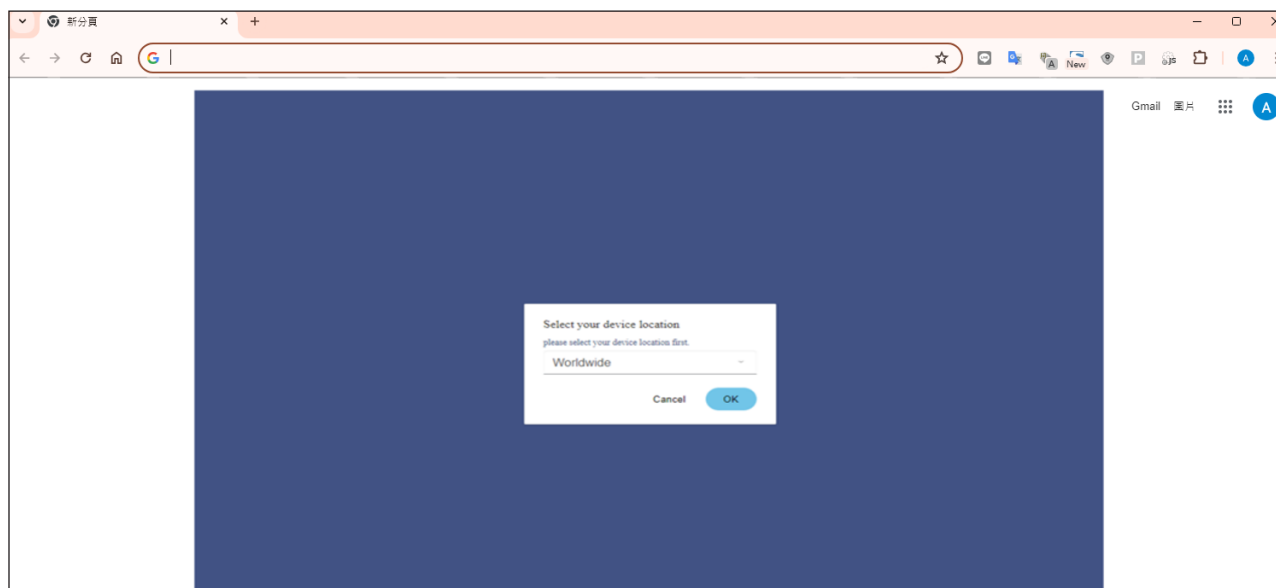 新分頁
New
Gmail 圖片
A
Select your device location
please select your device location first.
Worldwide
Cancel OK